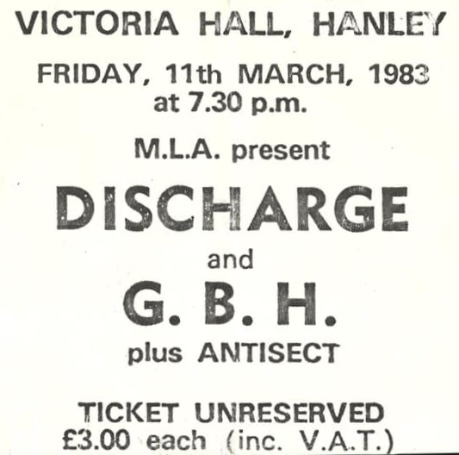 VICTORIA HALL, HANLEY
FRIDAY, 11th MARCH, 1983
at 7.30 p.m.
M.L.A. present
DISCHARGE
and
G. B. H.
plus ANTISECT
TICKET UNRESERVED
£3.00 each (inc. V.A.T.)